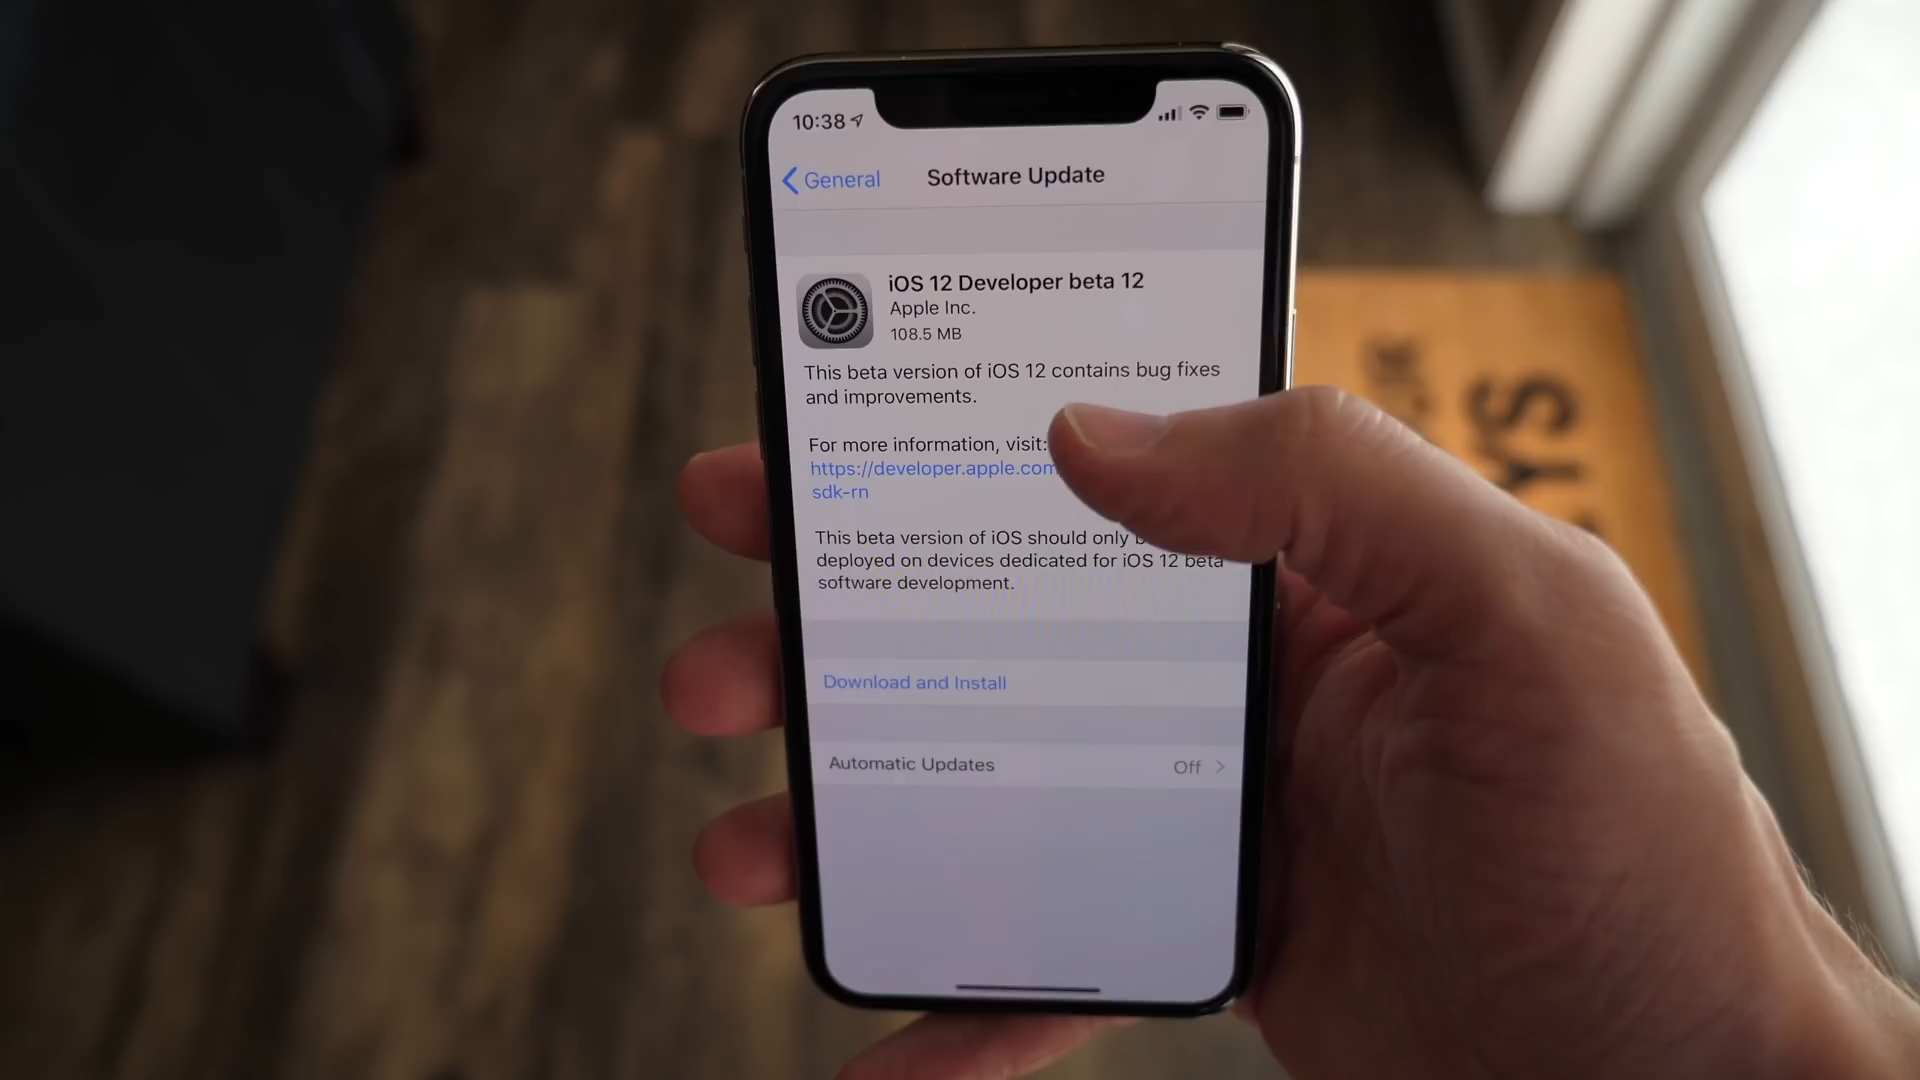 10:38
General
Software Update
iOS 12 Developer beta 12
Apple Inc.
108.5 MB
This beta version of iOS 12 contains bug fixes
and improvements.
For more information, visit:
https://developer.apple.com
sdk-rn
This beta version of iOS should only
deployed on devices dedicated for iOS 12 beta
software development.
Download and Install
Automatic Updates
Off
YS